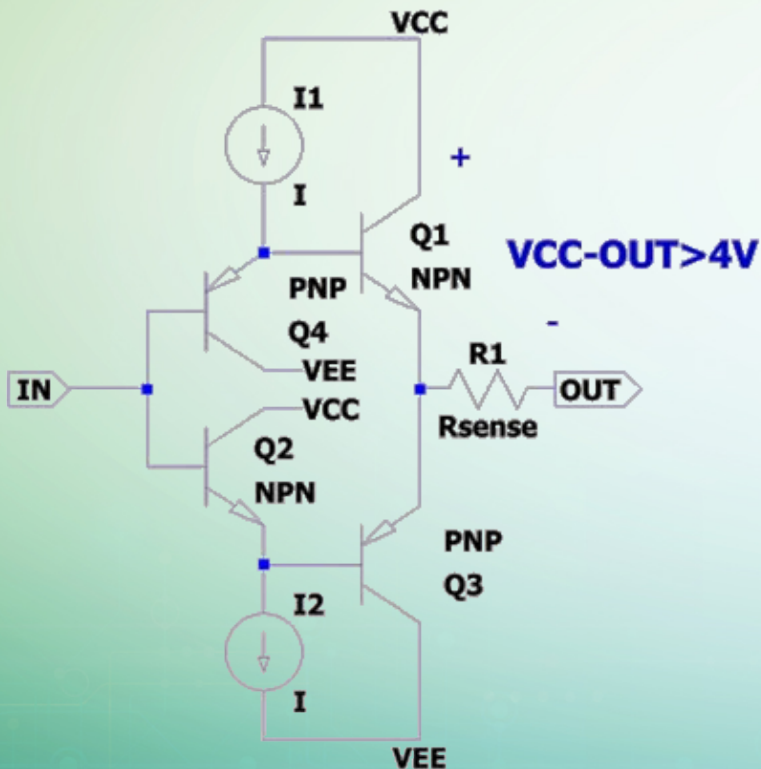 VCC
I1
I
+
Q1
NPN
VCC-OUT>4V
-
PNP
Q4
R1
VEE
IN
OUT
VCC
Rsense
Q2
NPN
PNP
Q3
I2
I
VEE